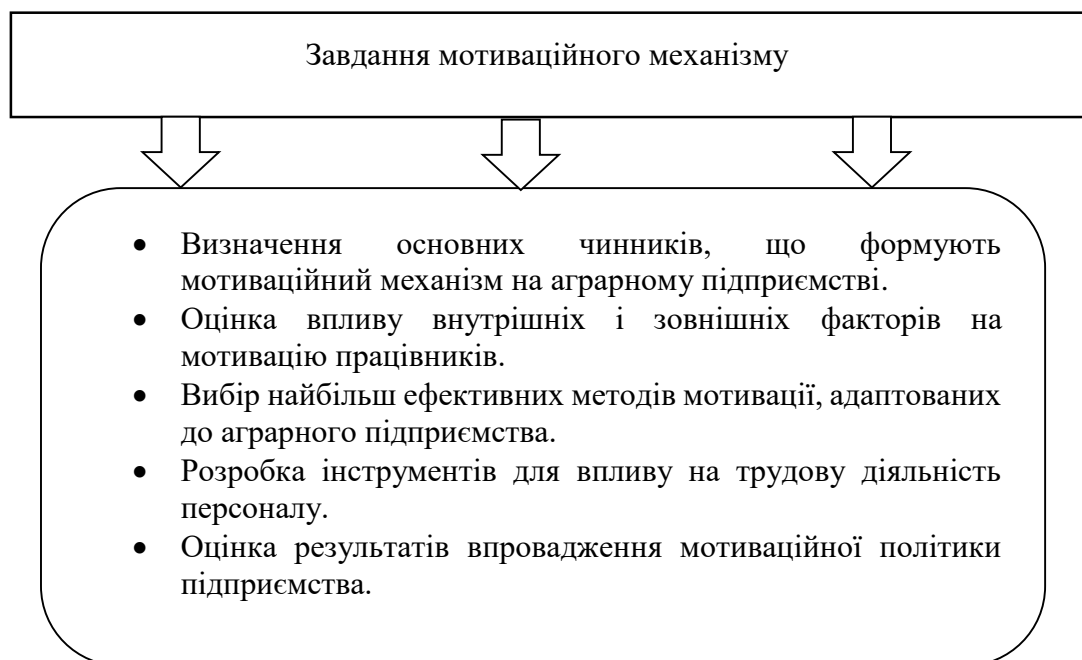 Завдання мотиваційного механізму
• Визначення основних чинників, що формують
мотиваційний механізм на аграрному підприємстві.
• Оцінка впливу внутрішніх і зовнішніх факторів на
мотивацію працівників.
• Вибір найбільш ефективних методів мотивації, адаптованих
до аграрного підприємства.
• Розробка інструментів для впливу на трудову діяльність
персоналу.
• Оцінка результатів впровадження мотиваційної політики
підприємства.